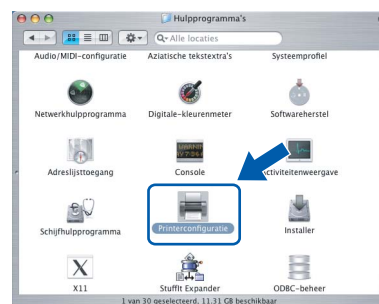 Hulpprogramma's
Alle locaties
Audio/MIDI-configuratie
Aziatische tekstextra's
Systeemprofiel
Netwerkhulpprogramma
Digitale-kleurenmeter
Softwareherstel
Adreslijsttoegang
Console
ctiviteitenweergave
Schijfhulpprogramma
Printerconfiguratie
Installer
X11
StuffIt Expander
ODBC-beheer
1 van 30 geselecteerd, 11.31 GB beschikbaar